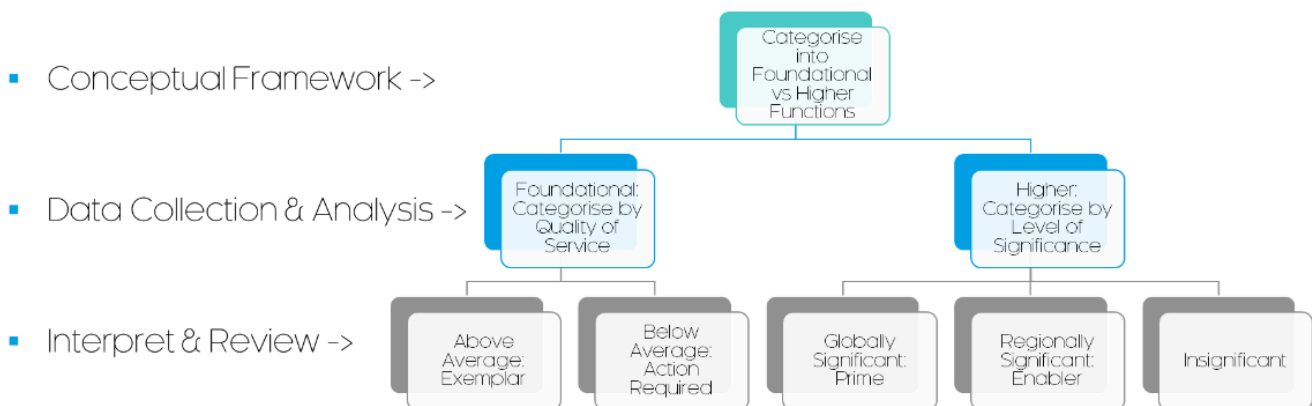 Conceptual Framework ->
Categorise
into
Foundational
vs Higher
Functions
Data Collection & Analysis ->
Foundational:
Categorise by
Quality of
Service
Higher:
Categorise by
Level of
Significance
Interpret & Review ->
Above
Average:
Exemplar
Below
Average:
Action
Required
Globally
Significant:
Prime
Regionally
Significant:
Enabler
Insignificant